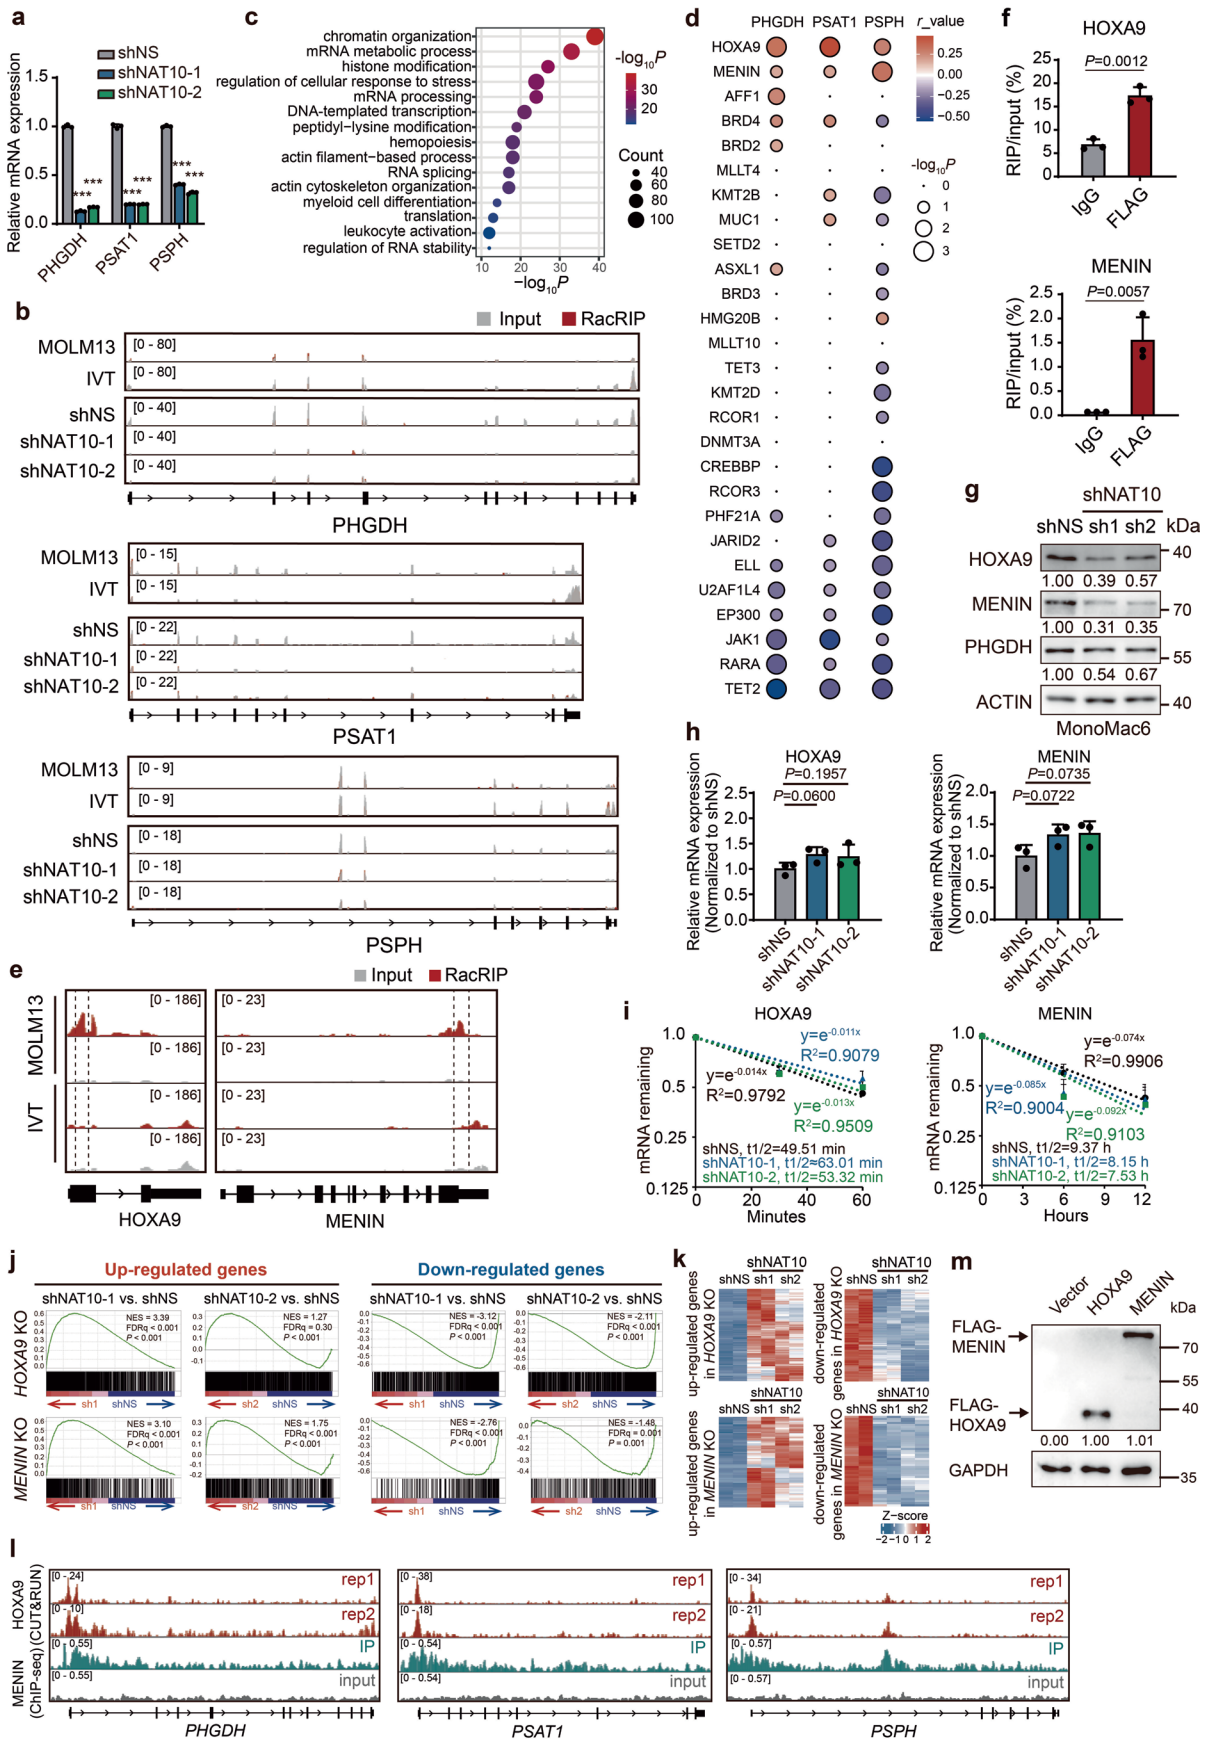 a
Relative mRNA expression
shNS
shNAT10-1
shNAT10-2
1.5
1.0
0.5
0.0
***
***
***
***
***
***
PHGDH
PSAT1
PSPH
c
chromatin organization
mRNA metabolic process
histone modification
regulation of cellular response to stress
mRNA processing
DNA−templated transcription
peptidyl−lysine modification
hemopoiesis
actin filament−based process
RNA splicing
actin cytoskeleton organization
myeloid cell differentiation
translation
leukocyte activation
regulation of RNA stability
10 20 30 40
−log10P
-log10P
30
20
Count
40
60
80
100
d
PHGDH PSAT1 PSPH
HOXA9
MENIN
AFF1
BRD4
BRD2
MLLT4
KMT2B
MUC1
SETD2
ASXL1
BRD3
HMG20B
MLLT10
TET3
KMT2D
RCOR1
DNMT3A
CREBBP
RCOR3
PHF21A
JARID2
ELL
U2AF1L4
EP300
JAK1
RARA
TET2
r_value
0.25
0.00
−0.25
−0.50
-log10P
0
1
2
3
f
HOXA9
P=0.0012
RIP/input (%)
25
20
15
10
5
0
IgG
FLAG
MENIN
P=0.0057
RIP/input (%)
2.5
2.0
1.5
1.0
0.5
0.0
IgG
FLAG
b
Input RacRIP
MOLM13 [0 - 80]
IVT [0 - 80]
shNS [0 - 40]
shNAT10-1 [0 - 40]
shNAT10-2 [0 - 40]
PHGDH
MOLM13 [0 - 15]
IVT [0 - 15]
shNS [0 - 22]
shNAT10-1 [0 - 22]
shNAT10-2 [0 - 22]
PSAT1
MOLM13 [0 - 9]
IVT [0 - 9]
shNS [0 - 18]
shNAT10-1 [0 - 18]
shNAT10-2 [0 - 18]
PSPH
g
shNAT10
shNS sh1 sh2 kDa
HOXA9 40
1.00 0.39 0.57
MENIN 70
1.00 0.31 0.35
PHGDH 55
1.00 0.54 0.67
ACTIN 40
MonoMac6
h
HOXA9
P=0.1957
P=0.0600
Relative mRNA expression
(Normalized to shNS)
2.5
2.0
1.5
1.0
0.5
0.0
shNS
shNAT10-1
shNAT10-2
MENIN
P=0.0735
P=0.0722
Relative mRNA expression
(Normalized to shNS)
2.0
1.5
1.0
0.5
0.0
shNS
shNAT10-1
shNAT10-2
e
Input RacRIP
MOLM13
IVT
[0 - 186] [0 - 23]
[0 - 186] [0 - 23]
[0 - 186] [0 - 23]
[0 - 186] [0 - 23]
HOXA9 MENIN
i
HOXA9
mRNA remaining
1.0
0.5
0.25
0.125
y=e-0.011x
R2=0.9079
y=e-0.014x
R2=0.9792
y=e-0.013x
R2=0.9509
shNS, t1/2=49.51 min
shNAT10-1, t1/2≈63.01 min
shNAT10-2, t1/2=53.32 min
0 20 40 60
Minutes
MENIN
mRNA remaining
1.0
0.5
0.25
0.125
y=e-0.074x
R2=0.9906
y=e-0.085x
R2=0.9004
y=e-0.092x
R2=0.9103
shNS, t1/2=9.37 h
shNAT10-1, t1/2=8.15 h
shNAT10-2, t1/2=7.53 h
0 3 6 9 12
Hours
j
Up-regulated genes Down-regulated genes
shNAT10-1 vs. shNS shNAT10-2 vs. shNS shNAT10-1 vs. shNS shNAT10-2 vs. shNS
HOXA9 KO
NES = 3.39
FDRq < 0.001
P < 0.001
NES = 1.27
FDRq = 0.30
P < 0.001
NES = -3.12
FDRq < 0.001
P < 0.001
NES = -2.11
FDRq < 0.001
P < 0.001
sh1 shNS sh2 shNS sh1 shNS sh2 shNS
MENIN KO
NES = 3.10
FDRq < 0.001
P < 0.001
NES = 1.75
FDRq < 0.001
P < 0.001
NES = -2.76
FDRq < 0.001
P < 0.001
NES = -1.48
FDRq = 0.001
P < 0.001
sh1 shNS sh2 shNS sh1 shNS sh2 shNS
k
shNAT10 shNAT10
shNS sh1 sh2 shNS sh1 sh2
up-regulated genes
in HOXA9 KO
down-regulated
genes in HOXA9 KO
shNAT10 shNAT10
shNS sh1 sh2 shNS sh1 sh2
up-regulated genes
in MENIN KO
down-regulated
genes in MENIN KO
Z-score
−2 −1 0 1 2
m
Vector
HOXA9
MENIN
kDa
FLAG-
MENIN
70
55
FLAG-
HOXA9
40
0.00 1.00 1.01
GAPDH
35
l
HOXA9
(CUT&RUN)
MENIN
(ChIP-seq)
[0 - 24] rep1
[0 - 10] rep2
[0 - 0.55] IP
[0 - 0.55] input
PHGDH
[0 - 38] rep1
[0 - 18] rep2
[0 - 0.54] IP
[0 - 0.54] input
PSAT1
[0 - 34] rep1
[0 - 21] rep2
[0 - 0.57] IP
[0 - 0.57] input
PSPH